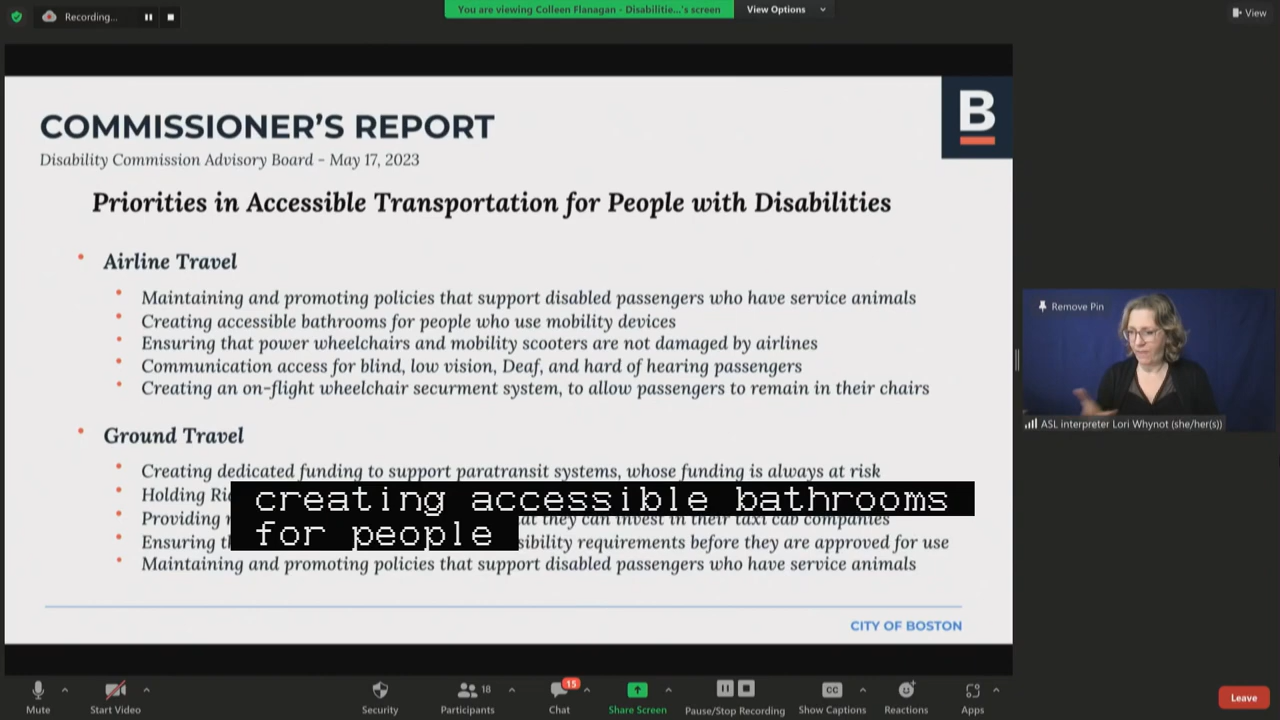 Recording...
You are viewing Colleen Flanagan - Disabilitie...'s screen
View Options
View
COMMISSIONER'S REPORT
B
Disability Commission Advisory Board - May 17, 2023
Priorities in Accessible Transportation for People with Disabilities
Airline Travel
Maintaining and promoting policies that support disabled passengers who have service animals
Creating accessible bathrooms for people who use mobility devices
Ensuring that power wheelchairs and mobility scooters are not damaged by airlines
Communication access for blind, low vision, Deaf, and hard of hearing passengers
Creating an on-flight wheelchair securment system, to allow passengers to remain in their chairs
Remove Pin
ASL interpreter Lori Whynot (she/her(s))
Ground Travel
Creating dedicated funding to support paratransit systems, whose funding is always at risk
Holding
Providing they can invest in their taxi cab companies
Ensuring requirements before they are approved for use
Maintaining and promoting policies that support disabled passengers who have service animals
creating accessible bathrooms
for people
CITY OF BOSTON
Mute
Start Video
Security
Participants 18
Chat 15
Share Screen
Pause/Stop Recording
CC
Show Captions
Reactions
Apps
Leave